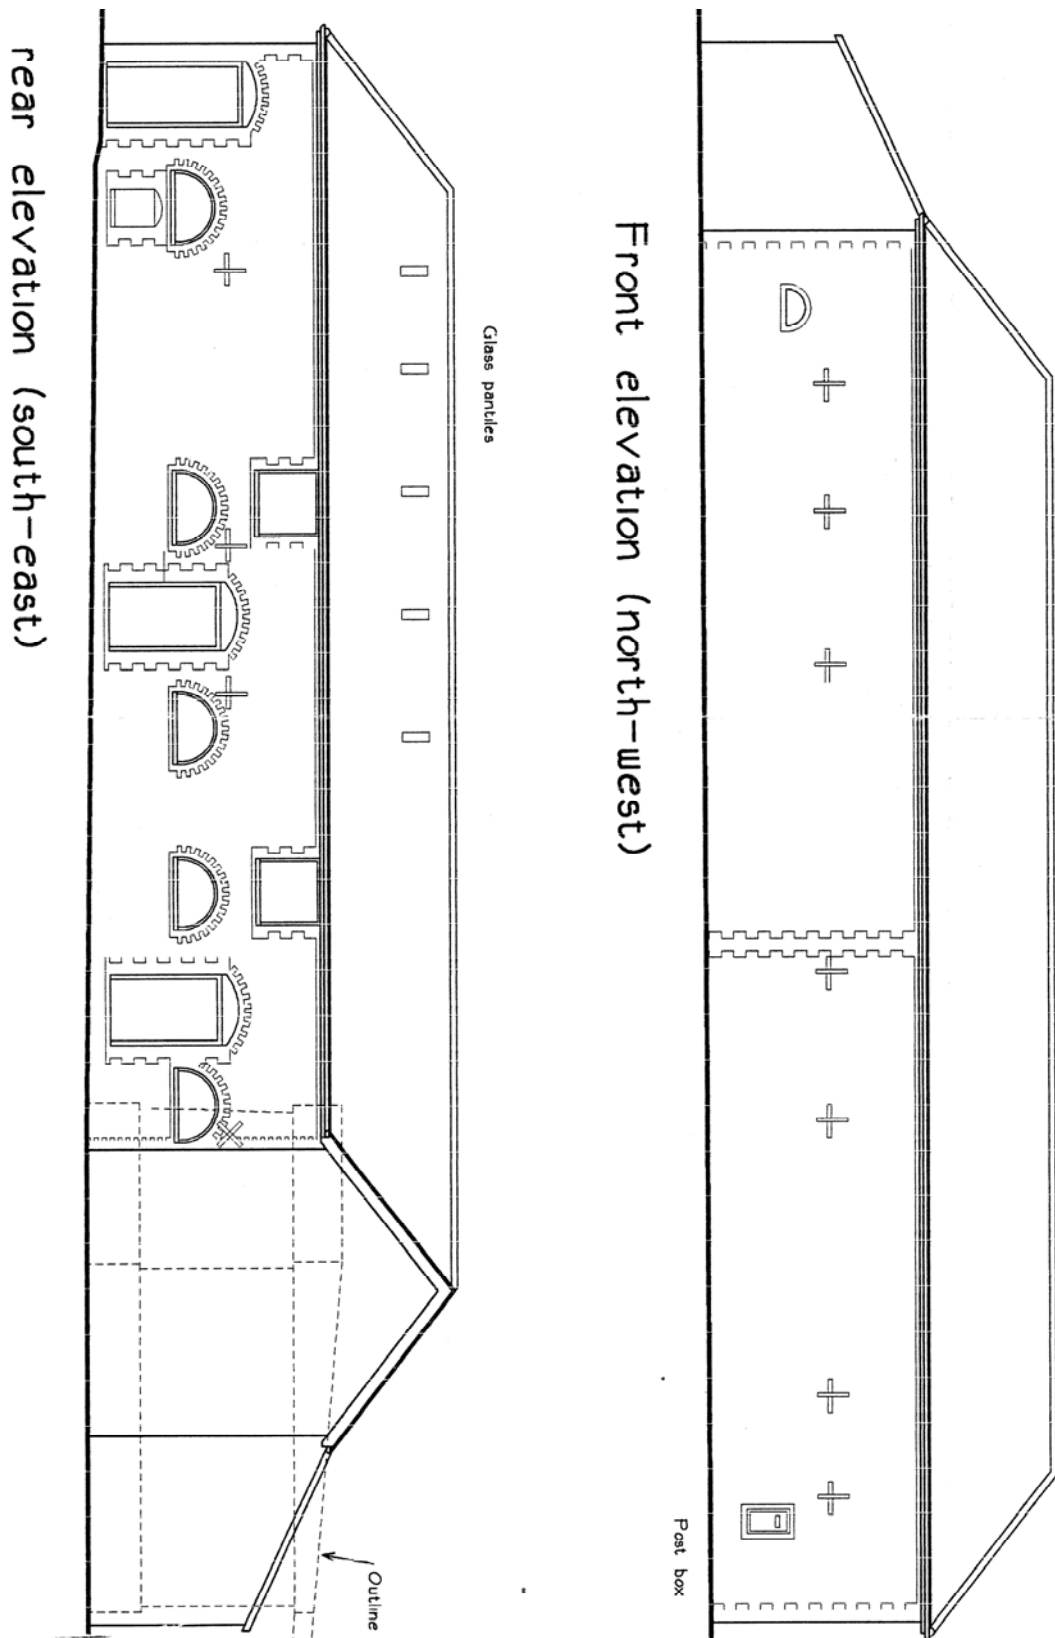 Front elevation (north-west)
Post box
Glass pantiles
Outline
rear elevation (south-east)